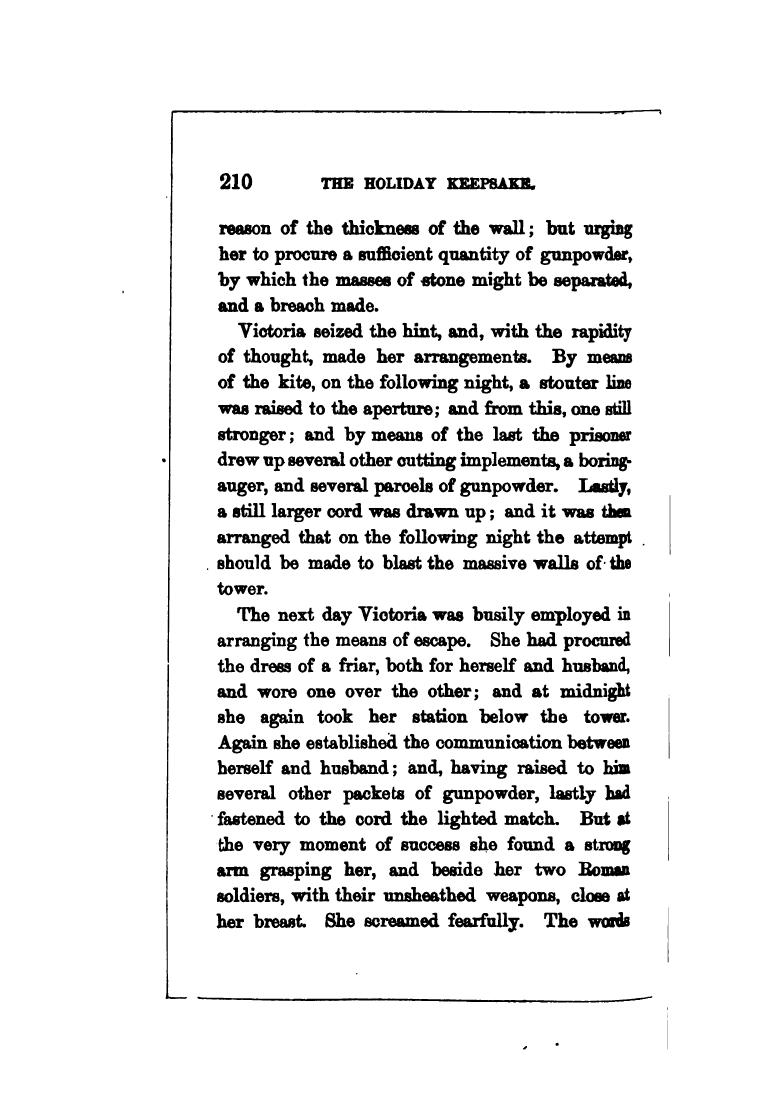 210 THE HOLIDAY KEEPSAKE.
reason of the thickness of the wall; but urging
her to procure a sufficient quantity of gunpowder,
by which the masses of stone might be separated,
and a breach made.
Victoria seized the hint, and, with the rapidity
of thought, made her arrangements. By means
of the kite, on the following night, a stouter line
was raised to the aperture; and from this, one still
stronger; and by means of the last the prisoner
drew up several other cutting implements, a boring-
auger, and several parcels of gunpowder. Lastly,
a still larger cord was drawn up; and it was then
arranged that on the following night the attempt
should be made to blast the massive walls of the
tower.
The next day Victoria was busily employed in
arranging the means of escape. She had procured
the dress of a friar, both for herself and husband,
and wore one over the other; and at midnight
she again took her station below the tower.
Again she established the communication between
herself and husband; and, having raised to him
several other packets of gunpowder, lastly had
fastened to the cord the lighted match. But at
the very moment of success she found a strong
arm grasping her, and beside her two Roman
soldiers, with their unsheathed weapons, close at
her breast. She screamed fearfully. The words